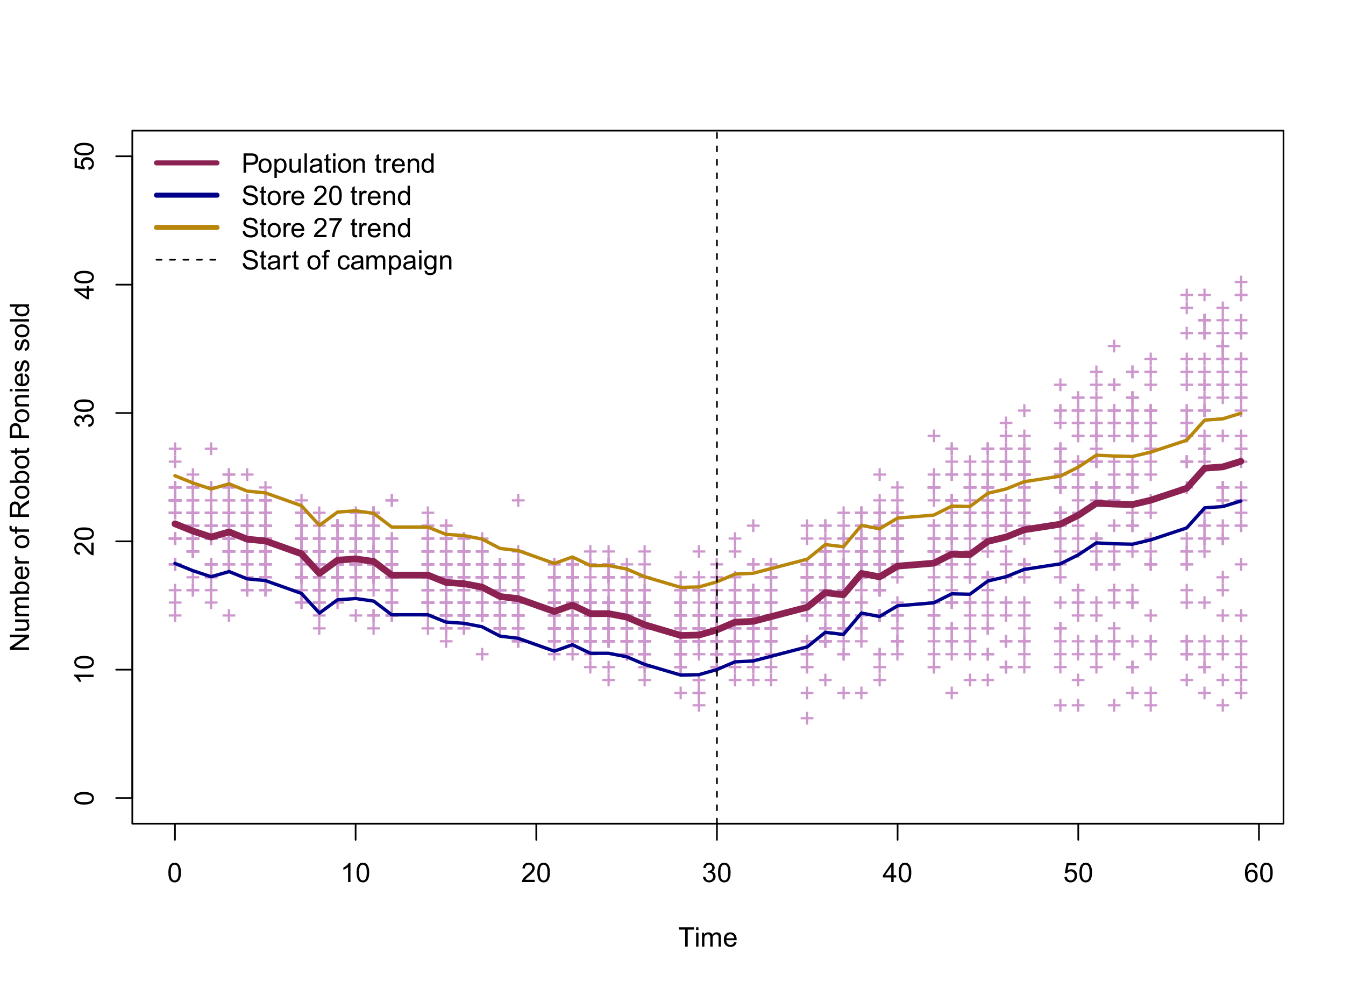 Population trend
Store 20 trend
Store 27 trend
Start of campaign
Number of Robot Ponies sold
50
40
30
20
10
0
0 10 20 30 40 50 60
Time